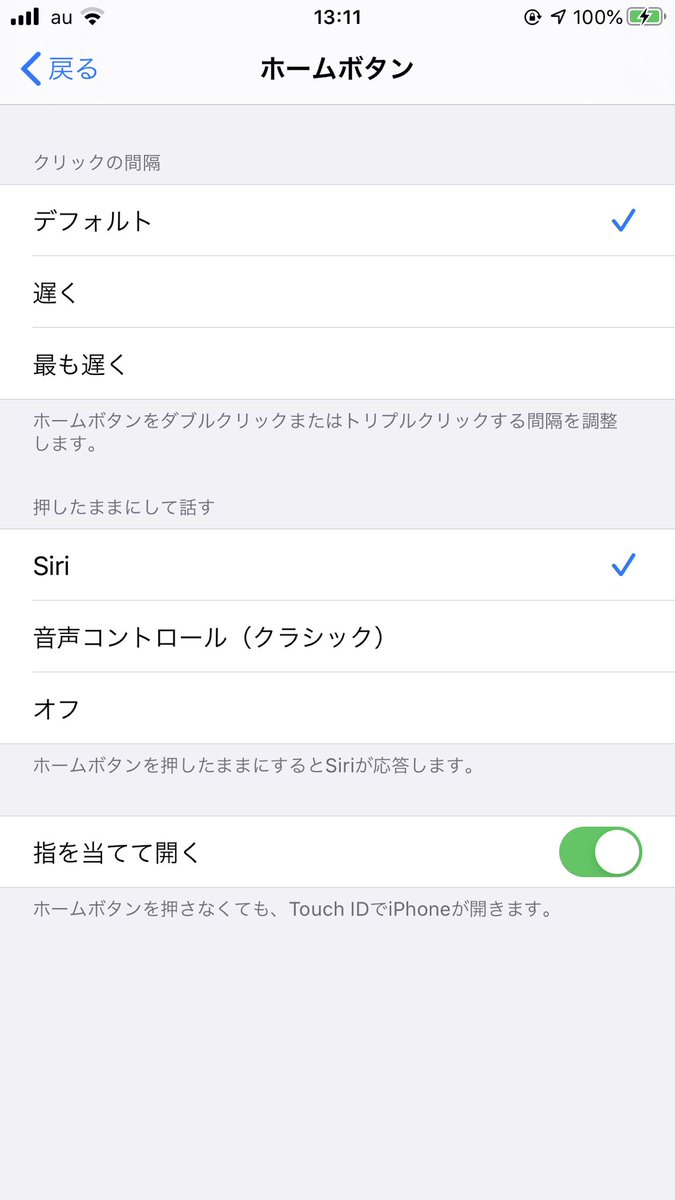 au 13:11 100%
戻る ホームボタン
クリックの間隔
デフォルト
遅く
最も遅く
ホームボタンをダブルクリックまたはトリプルクリックする間隔を調整
します。
押したままにして話す
Siri
音声コントロール（クラシック）
オフ
ホームボタンを押したままにするとSiriが応答します。
指を当てて開く
ホームボタンを押さなくても、Touch IDでiPhoneが開きます。